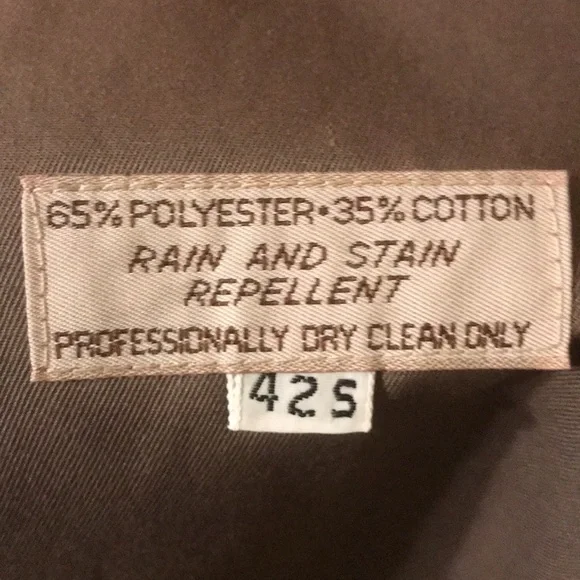 65% POLYESTER • 35% COTTON
RAIN AND STAIN
REPELLENT
PROFESSIONALLY DRY CLEAN ONLY
42S